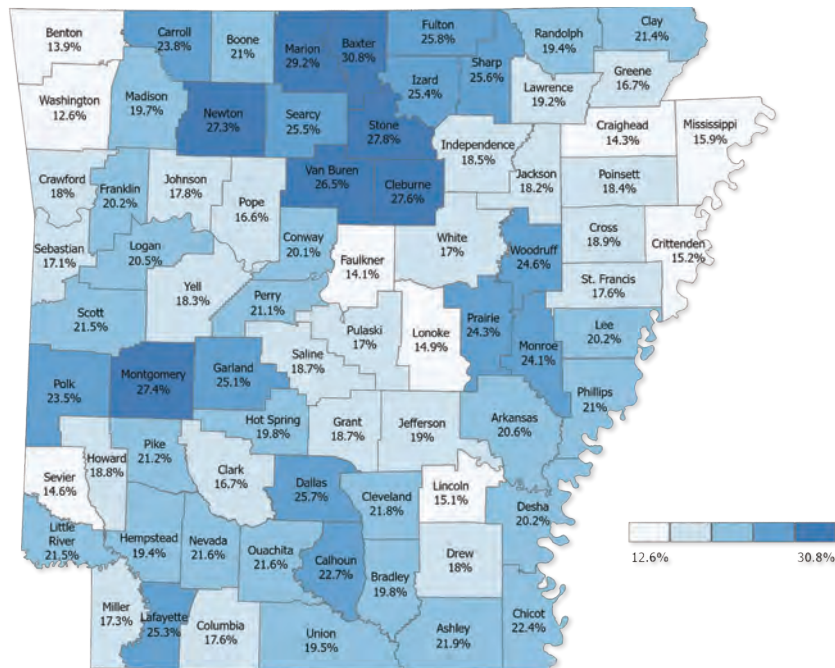 Benton
13.9%
Carroll
23.8%
Boone
21%
Marion
29.2%
Baxter
30.8%
Fulton
25.8%
Randolph
19.4%
Clay
21.4%
Washington
12.6%
Madison
19.7%
Newton
27.3%
Searcy
25.5%
Stone
27.8%
Izard
25.4%
Sharp
25.6%
Lawrence
19.2%
Greene
16.7%
Independence
18.5%
Craighead
14.3%
Mississippi
15.9%
Crawford
18%
Franklin
20.2%
Johnson
17.8%
Pope
16.6%
Van Buren
26.5%
Cleburne
27.6%
Jackson
18.2%
Poinsett
18.4%
Sebastian
17.1%
Logan
20.5%
Yell
18.3%
Conway
20.1%
Faulkner
14.1%
White
17%
Woodruff
24.6%
Cross
18.9%
Crittenden
15.2%
St. Francis
17.6%
Scott
21.5%
Perry
21.1%
Pulaski
17%
Lonoke
14.9%
Prairie
24.3%
Monroe
24.1%
Lee
20.2%
Phillips
21%
Polk
23.5%
Montgomery
27.4%
Garland
25.1%
Saline
18.7%
Hot Spring
19.8%
Grant
18.7%
Jefferson
19%
Arkansas
20.6%
Sevier
14.6%
Howard
18.8%
Pike
21.2%
Clark
16.7%
Dallas
25.7%
Cleveland
21.8%
Lincoln
15.1%
Desha
20.2%
Little
River
21.5%
Hempstead
19.4%
Nevada
21.6%
Ouachita
21.6%
Calhoun
22.7%
Bradley
19.8%
Drew
18%
Miller
17.3%
Lafayette
25.3%
Columbia
17.6%
Union
19.5%
Ashley
21.9%
Chicot
22.4%
12.6%
30.8%